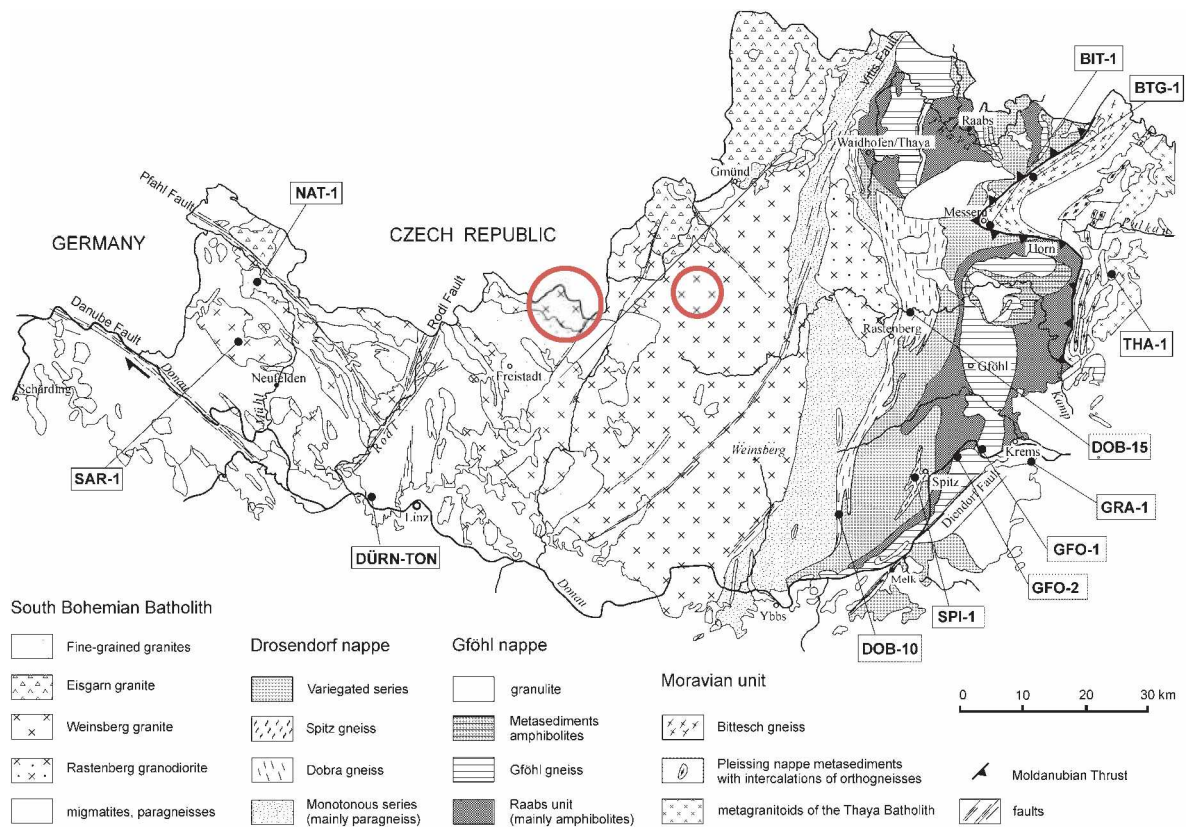 BIT-1
BTG-1
Vitis Fault
Raabs
Waidhofen/Thaya
Gmünd
Pfahl Fault
NAT-1
Messern
Pulkau
GERMANY
CZECH REPUBLIC
Horn
Danube Fault
Rodl Fault
Rastenberg
THA-1
Donau
Freistadt
Gföhl
Schärding
Neufelden
Mühl
Kamp
Rodl
Weinsberg
DOB-15
SAR-1
Krems
Spitz
Diendorf Fault
GRA-1
Linz
DÜRN-TON
GFO-1
Donau
Melk
GFO-2
Ybbs
SPI-1
DOB-10
South Bohemian Batholith
Fine-grained granites
Eisgarn granite
Weinsberg granite
Rastenberg granodiorite
migmatites, paragneisses
Drosendorf nappe
Variegated series
Spitz gneiss
Dobra gneiss
Monotonous series
(mainly paragneiss)
Gföhl nappe
granulite
Metasediments
amphibolites
Gföhl gneiss
Raabs unit
(mainly amphibolites)
Moravian unit
Bittesch gneiss
Pleissing nappe metasediments
with intercalations of orthogneisses
metagranitoids of the Thaya Batholith
0 10 20 30 km
Moldanubian Thrust
faults